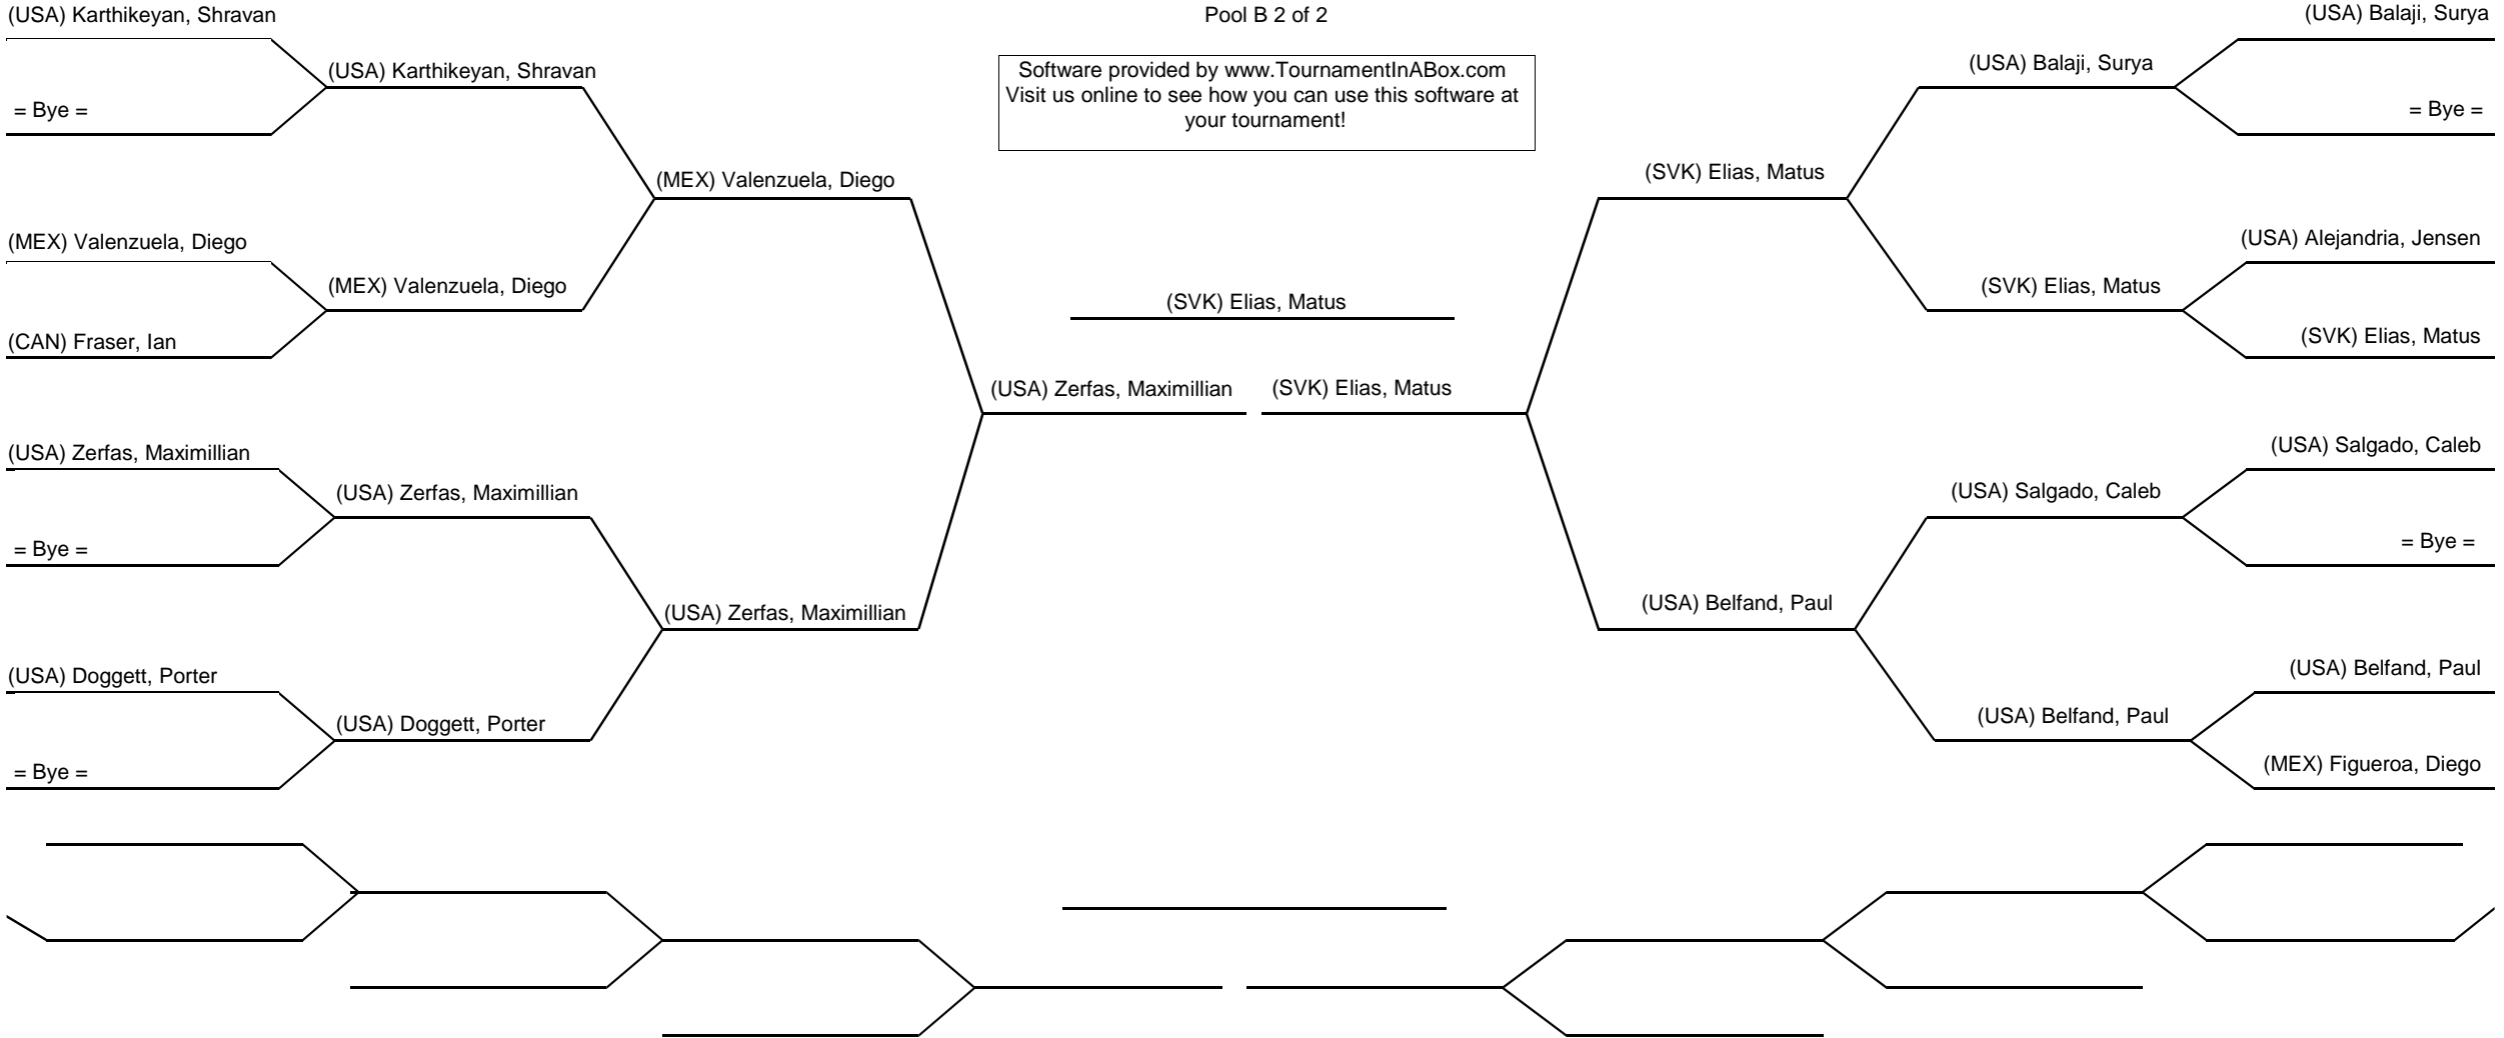 (USA) Karthikeyan, Shravan
= Bye =
(MEX) Valenzuela, Diego
(CAN) Fraser, Ian
(USA) Zerfas, Maximillian
= Bye =
(USA) Doggett, Porter
= Bye =
(USA) Karthikeyan, Shravan
(MEX) Valenzuela, Diego
(USA) Zerfas, Maximillian
(USA) Doggett, Porter
(MEX) Valenzuela, Diego
(USA) Zerfas, Maximillian
(USA) Zerfas, Maximillian
Pool B 2 of 2
Software provided by www.TournamentInABox.com
Visit us online to see how you can use this software at
your tournament!
(SVK) Elias, Matus
(SVK) Elias, Matus
(SVK) Elias, Matus
(USA) Belfand, Paul
(USA) Balaji, Surya
(SVK) Elias, Matus
(USA) Salgado, Caleb
(USA) Belfand, Paul
(USA) Balaji, Surya
= Bye =
(USA) Alejandria, Jensen
(SVK) Elias, Matus
(USA) Salgado, Caleb
= Bye =
(USA) Belfand, Paul
(MEX) Figueroa, Diego